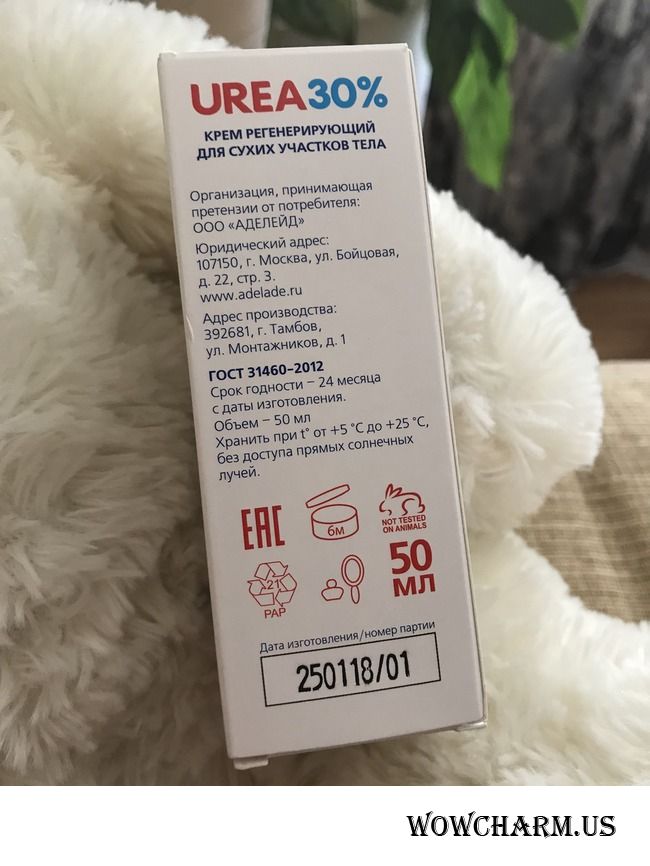 UREA30%
КРЕМ РЕГЕНЕРИРУЮЩИЙ
ДЛЯ СУХИХ УЧАСТКОВ ТЕЛА
Организация, принимающая
претензии от потребителя:
ООО «АДЕЛЕЙД»
Юридический адрес:
107150, г. Москва, ул. Бойцовая,
д. 22, стр. 3.
www.adelade.ru
Адрес производства:
392681, г. Тамбов,
ул. Монтажников, д. 1
ГОСТ 31460-2012
Срок годности – 24 месяца
с даты изготовления.
Объем – 50 мл
Хранить при t° от +5 °С до +25 °С,
без доступа прямых солнечных
лучей.
EAC
6м
NOT TESTED
ON ANIMALS
21
PAP
50
МЛ
Дата изготовления/номер партии
250118/01
WOWCHARM.US